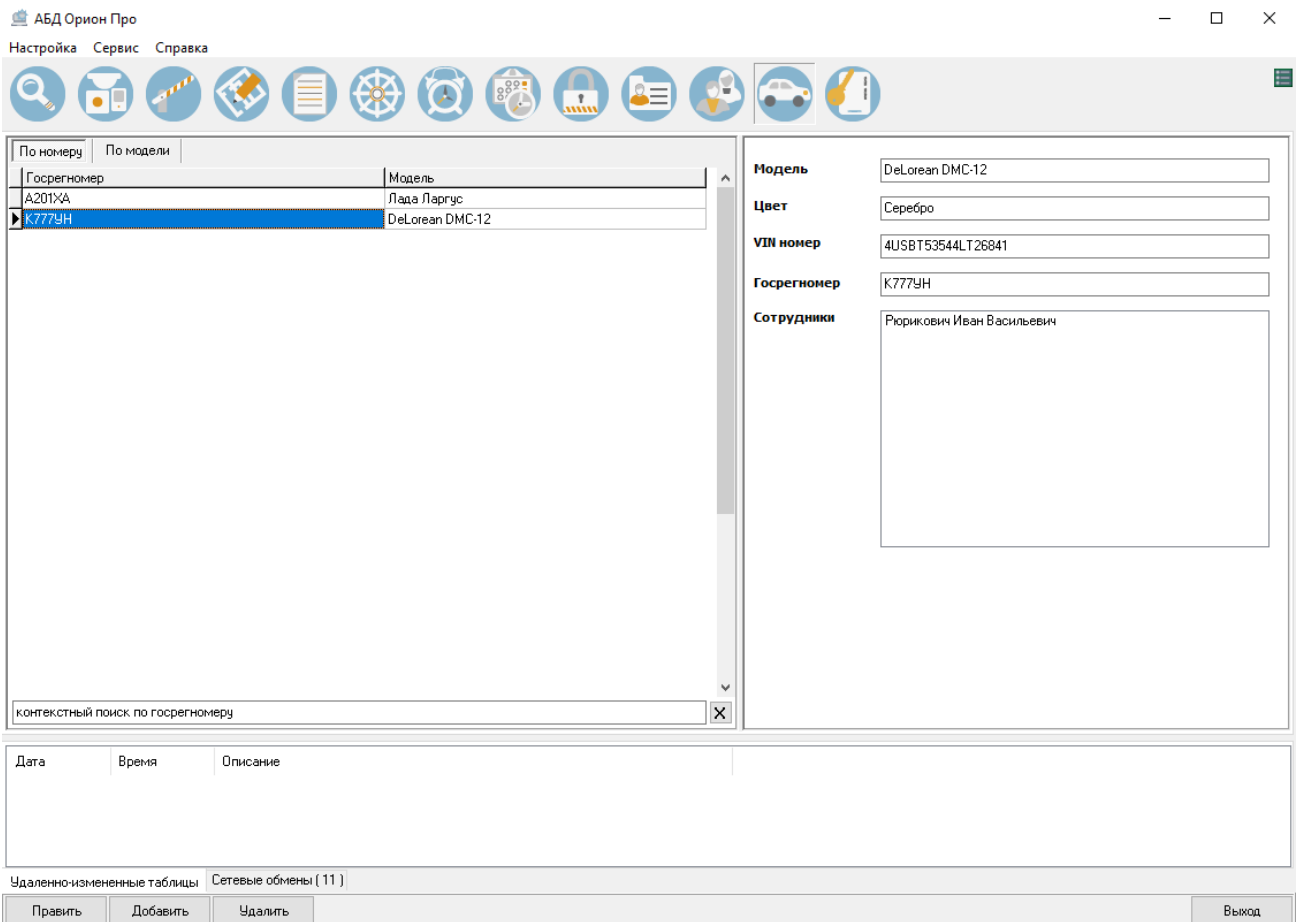 АБД Орион Про
Настройка Сервис Справка
По номеру По модели
Госрегномер Модель
А201ХА Лада Ларгус
К777УН DeLorean DMC-12
контекстный поиск по госрегномеру X
Модель DeLorean DMC-12
Цвет Серебро
VIN номер 4USBT53544LT26841
Госрегномер К777УН
Сотрудники Рюрикович Иван Васильевич
Дата Время Описание
Удаленно-измененные таблицы Сетевые обмены ( 11 )
Править Добавить Удалить Выход